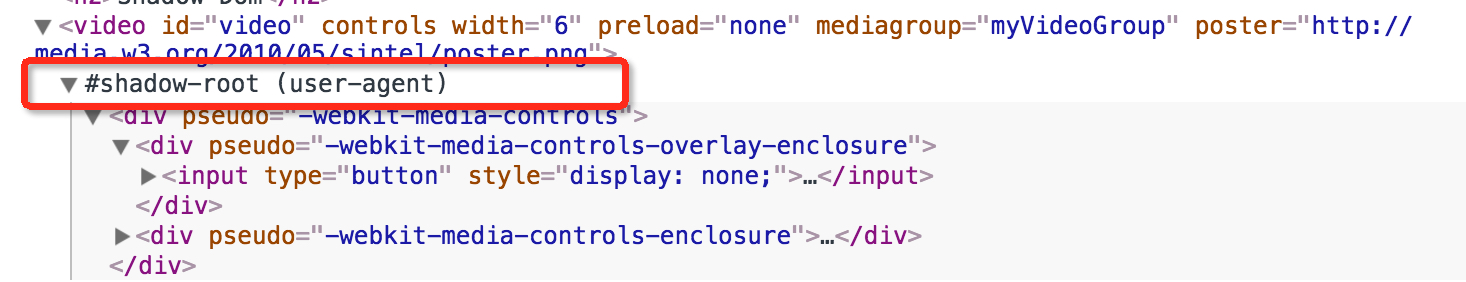 <h2>Shadow Dom</h2>
▼<video id="video" controls width="6" preload="none" mediagroup="myVideoGroup" poster="http://
media.w3.org/2010/05/sintel/poster.png">
▼#shadow-root (user-agent)
▼<div pseudo="-webkit-media-controls">
▼<div pseudo="-webkit-media-controls-overlay-enclosure">
▶<input type="button" style="display: none;">…</input>
</div>
▶<div pseudo="-webkit-media-controls-enclosure">…</div>
</div>